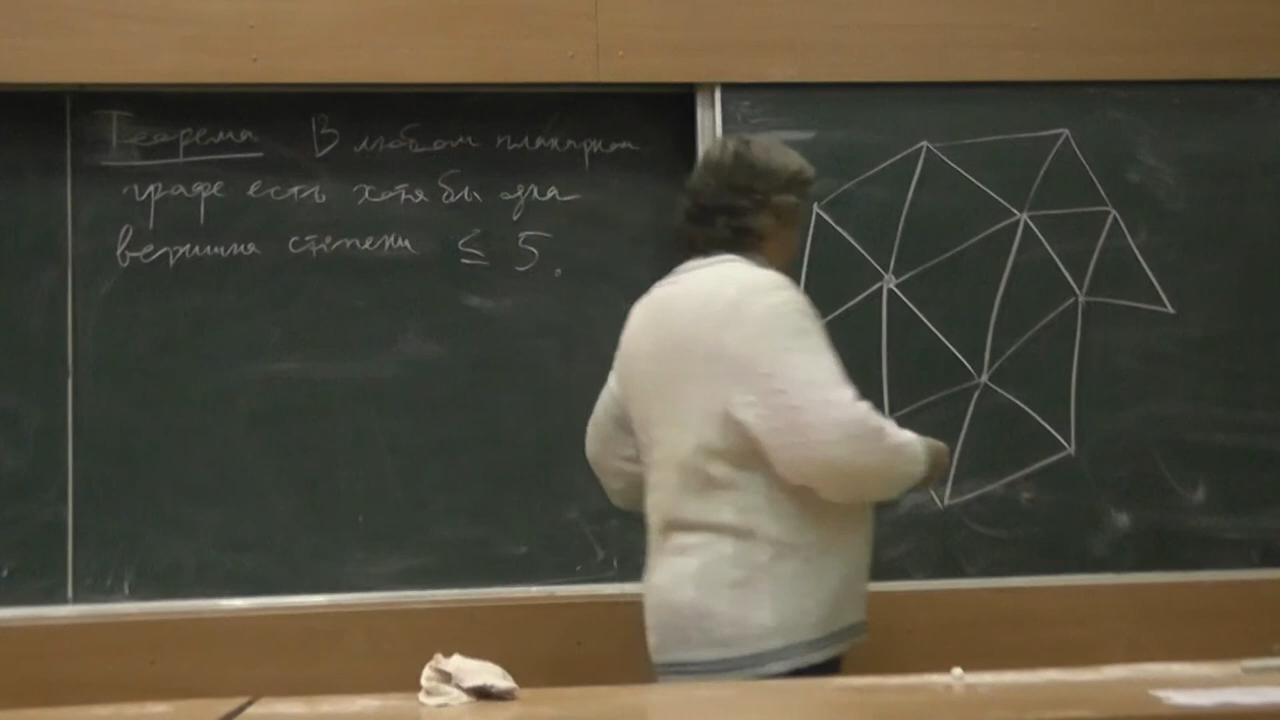 Теорема В любом планарном
графе есть хотя бы одна
вершина степени ≤ 5.